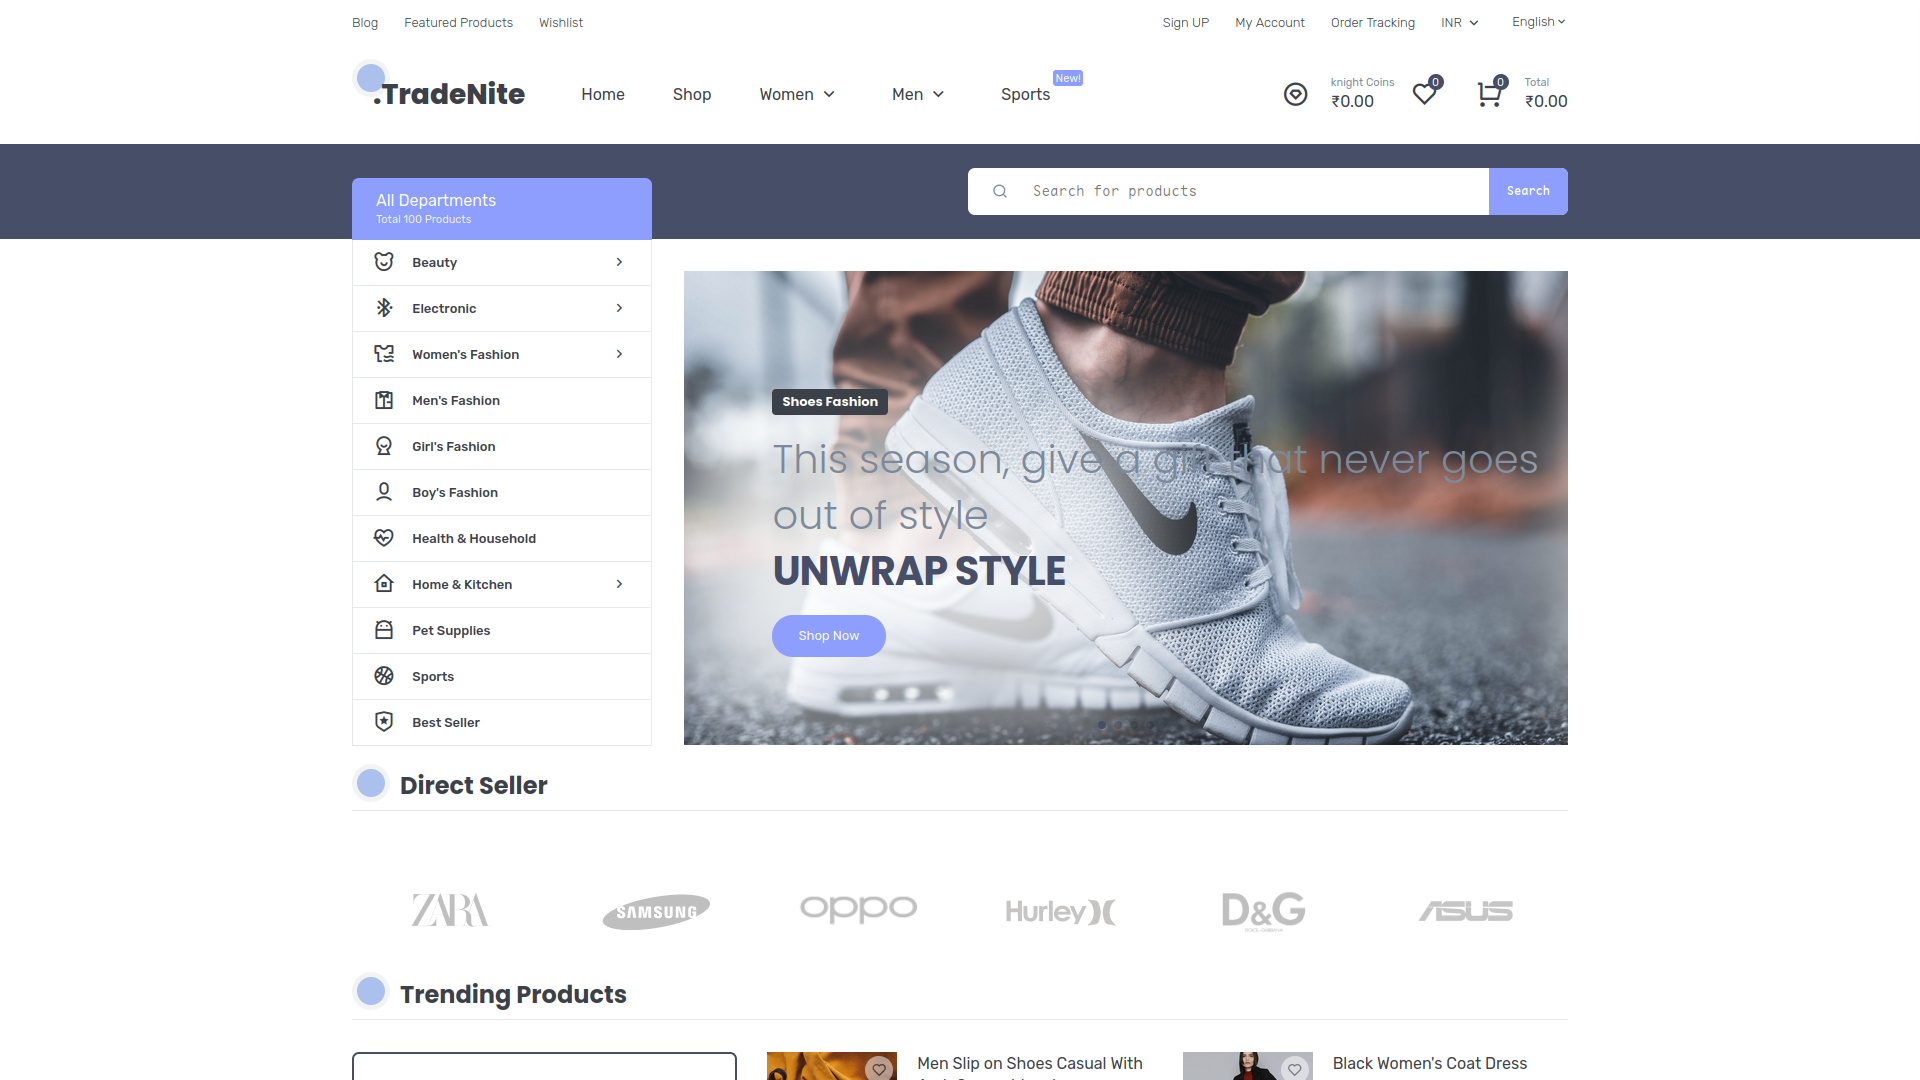 Blog Featured Products Wishlist
Sign UP My Account Order Tracking INR English
.TradeNite
Home Shop Women Men Sports
New!
knight Coins
₹0.00
0
0
Total
₹0.00
All Departments
Total 100 Products
Search for products
Search
Beauty
Electronic
Women's Fashion
Men's Fashion
Girl's Fashion
Boy's Fashion
Health & Household
Home & Kitchen
Pet Supplies
Sports
Best Seller
Shoes Fashion
This season, give a gift that never goes
out of style
UNWRAP STYLE
Shop Now
Direct Seller
ZARA
SAMSUNG
oppo
Hurley
D&G
ASUS
Trending Products
Men Slip on Shoes Casual With
Black Women's Coat Dress